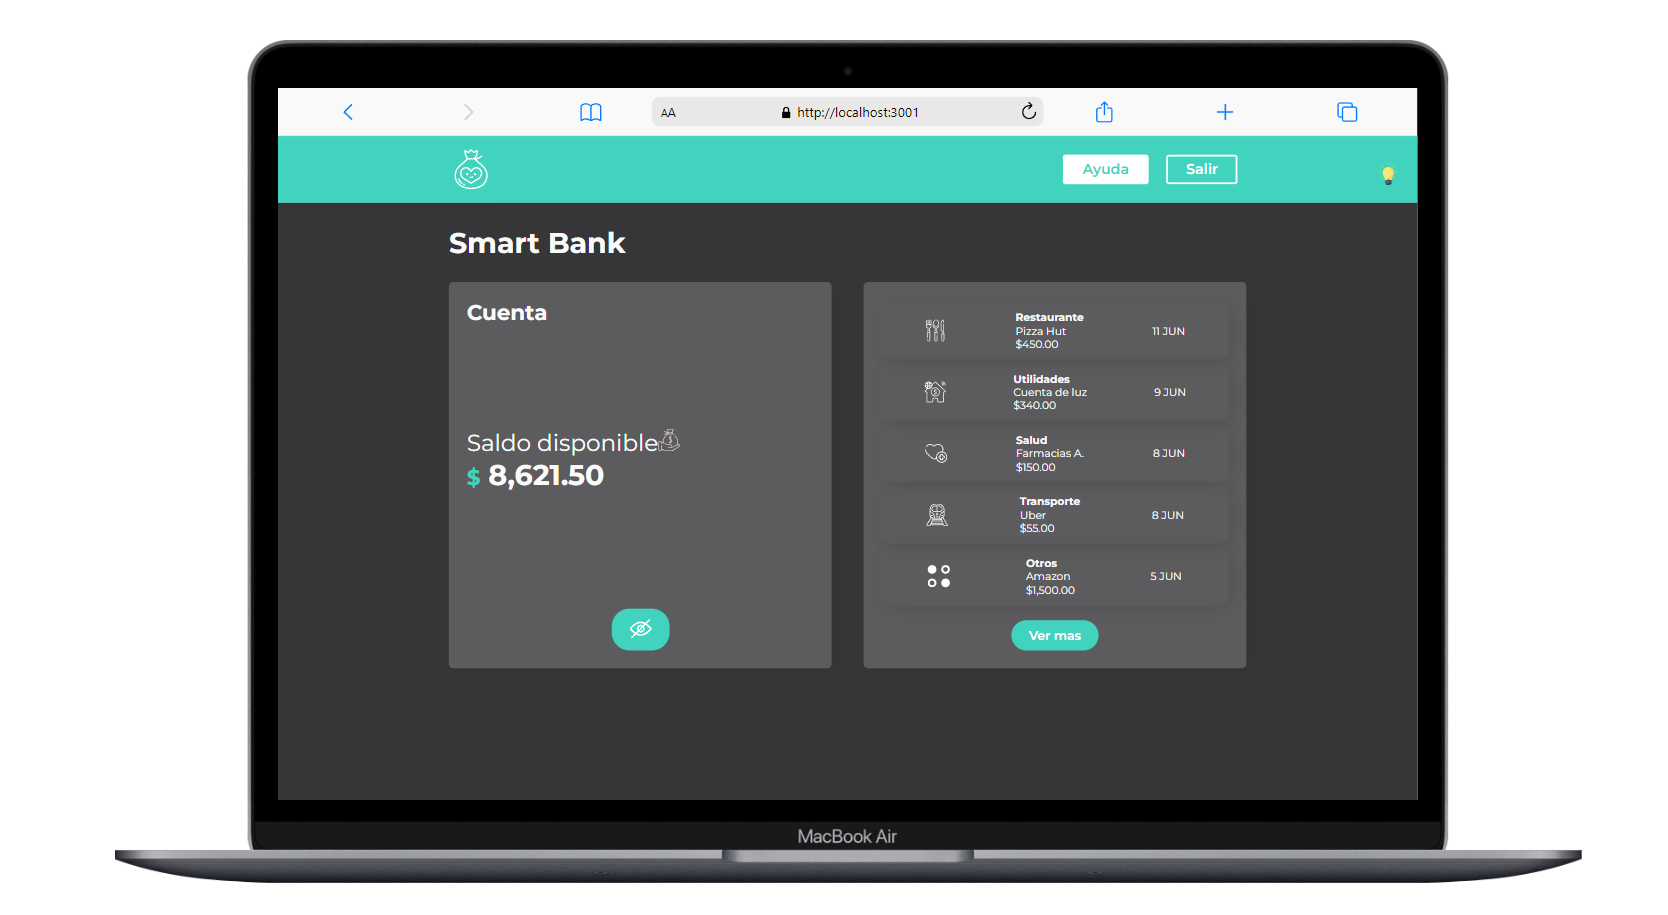 AA
http://localhost:3001
Ayuda
Salir
Smart Bank
Cuenta
Saldo disponible
$ 8,621.50
Restaurante
Pizza Hut
$450.00
11 JUN
Utilidades
Cuenta de luz
$340.00
9 JUN
Salud
Farmacias A.
$150.00
8 JUN
Transporte
Uber
$55.00
8 JUN
Otros
Amazon
$1,500.00
5 JUN
Ver mas
MacBook Air